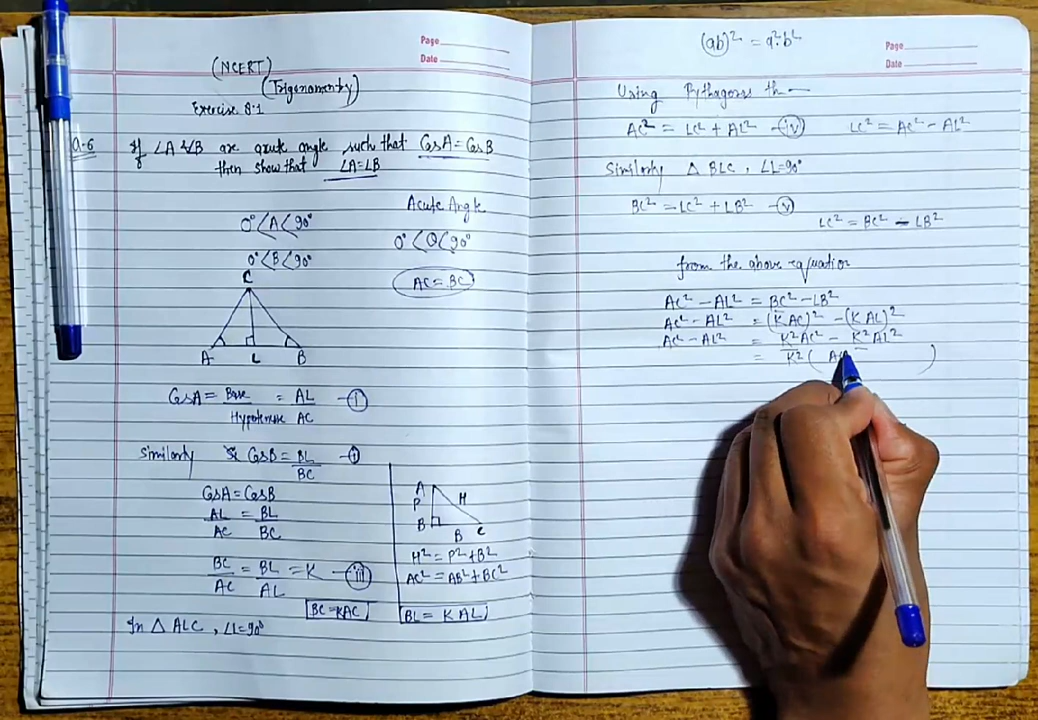 Page
Date
(NCERT)
(Trigonometry)
Exercise 8.1
Q-6 If ∠A & ∠B are acute angle such that CosA = CosB
then show that ∠A=∠B
Acute Angle
0°<A<90°
0°<θ<90°
0°<B<90°
AC = BC
C
A L B
CosA = Base = AL — (i)
Hypotenuse AC
Similarly CosB = BL
BC
CosA = CosB
AL = BL
AC BC
BC = BL = K — (iii)
AC AL
BC = KAC
In △ ALC, ∠L=90°
A
P H
B
B C
H² = P²+B²
AC² = AB²+BC²
BL = K AL
(ab)² = a²·b²
Page
Date
Using Pythagoras th —
AC² = LC² + AL² — (iv) LC² = AC² – AL²
Similarly △ BLC, ∠L=90°
BC² = LC² + LB² — (v)
LC² = BC² – LB²
from the above equation
AC² – AL² = BC² – LB²
AC² – AL² = (KAC)² – (KAL)²
AC² – AL² = K²AC² – K²AL²
= K² ( )